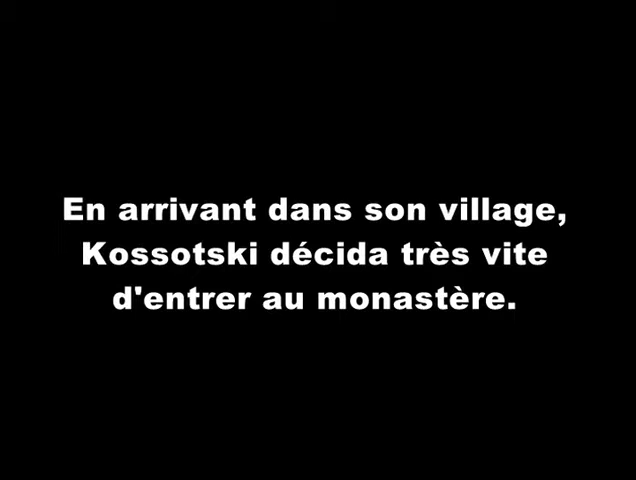 En arrivant dans son village,
Kossotski décida très vite
d'entrer au monastère.